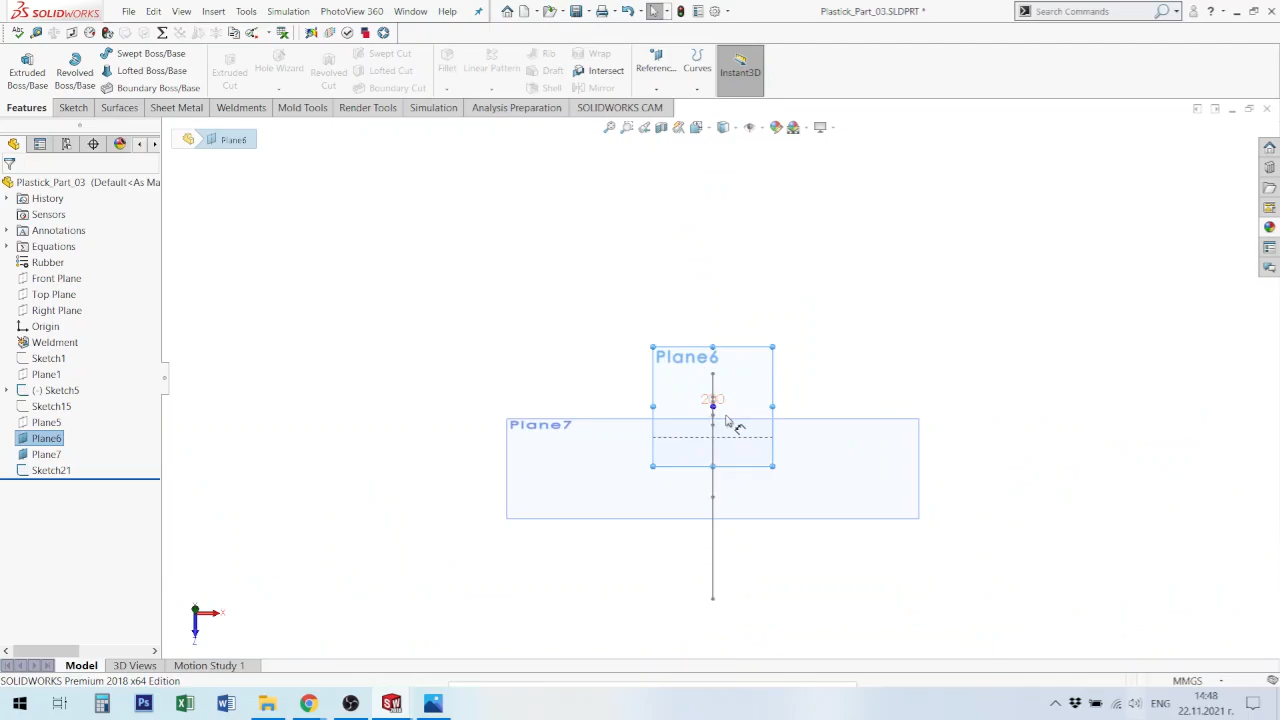 SOLIDWORKS File Edit View Insert Tools Simulation PhotoView 360 Window Help Plastick_Part_03.SLDPRT * Search Commands
Extruded Boss/Base
Revolved Boss/Base
Swept Boss/Base
Lofted Boss/Base
Boundary Boss/Base
Extruded Cut
Hole Wizard
Revolved Cut
Swept Cut
Lofted Cut
Boundary Cut
Fillet
Linear Pattern
Rib
Draft
Shell
Wrap
Intersect
Mirror
Referenc...
Curves
Instant3D
Features Sketch Surfaces Sheet Metal Weldments Mold Tools Render Tools Simulation Analysis Preparation SOLIDWORKS CAM
Plane6
Plastick_Part_03 (Default<As Ma
History
Sensors
Annotations
Equations
Rubber
Front Plane
Top Plane
Right Plane
Origin
Weldment
Sketch1
Plane1
(-) Sketch5
Sketch15
Plane5
Plane6
Plane7
Sketch21
Plane6
Plane7
X
Z
Model 3D Views Motion Study 1
SOLIDWORKS Premium 2018 x64 Edition MMGS
ENG 14:48
22.11.2021 г.